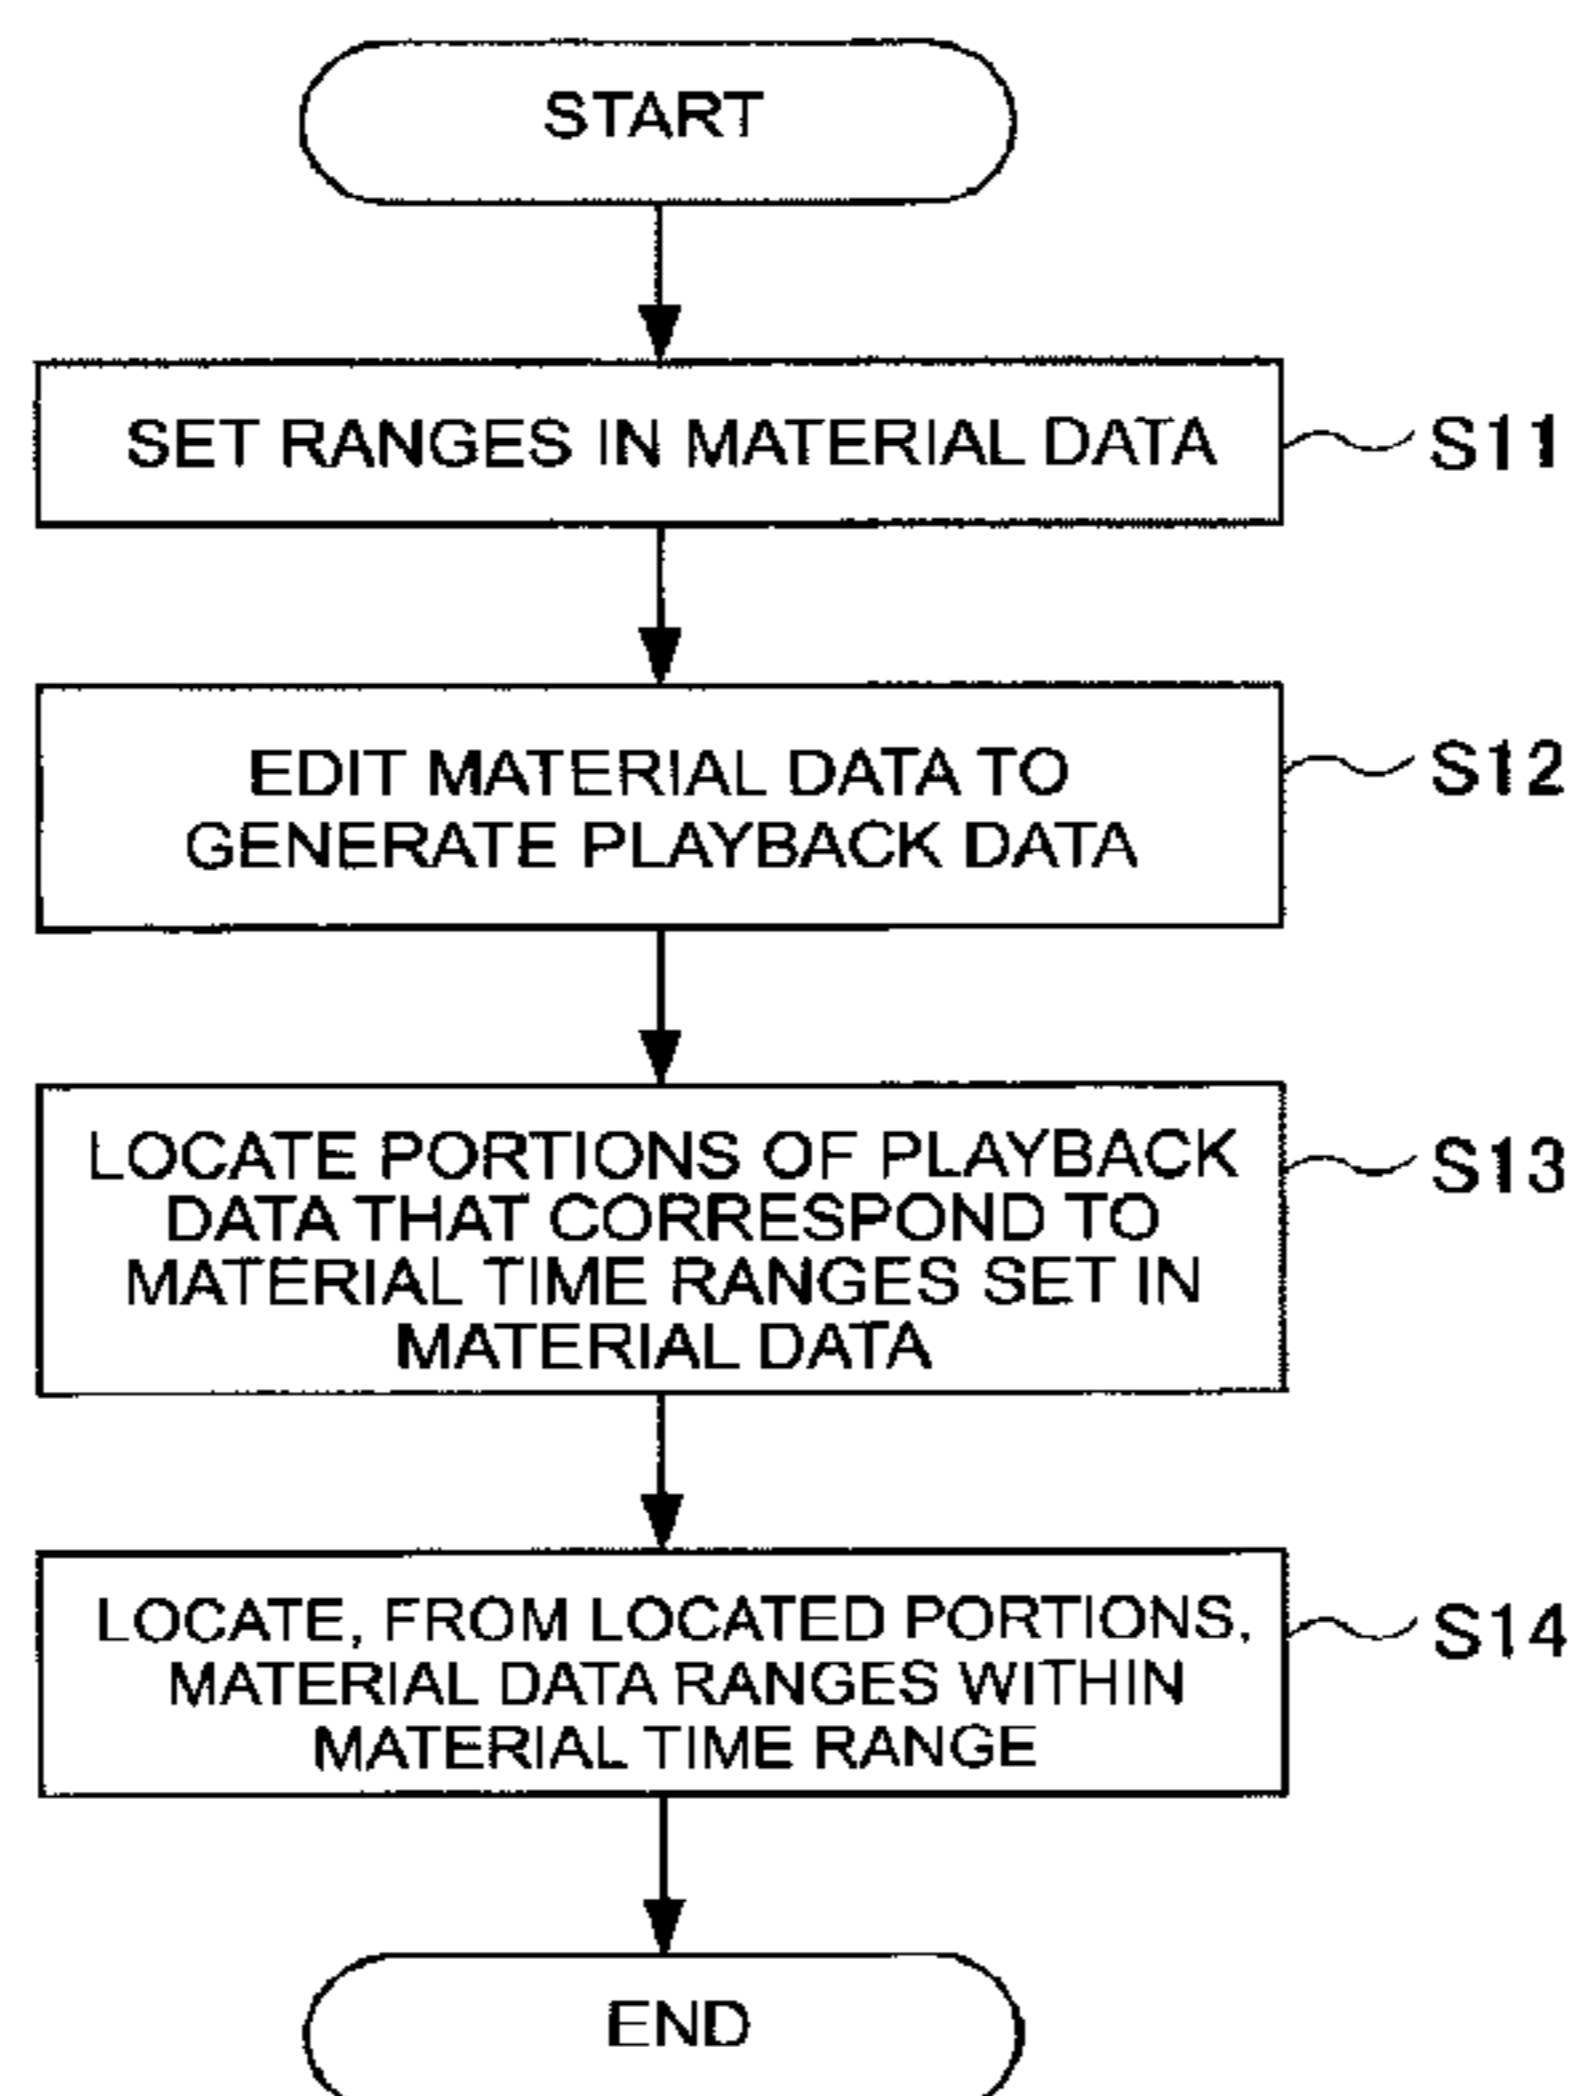 START
SET RANGES IN MATERIAL DATA
S11
EDIT MATERIAL DATA TO
GENERATE PLAYBACK DATA
S12
LOCATE PORTIONS OF PLAYBACK
DATA THAT CORRESPOND TO
MATERIAL TIME RANGES SET IN
MATERIAL DATA
S13
LOCATE, FROM LOCATED PORTIONS,
MATERIAL DATA RANGES WITHIN
MATERIAL TIME RANGE
S14
END